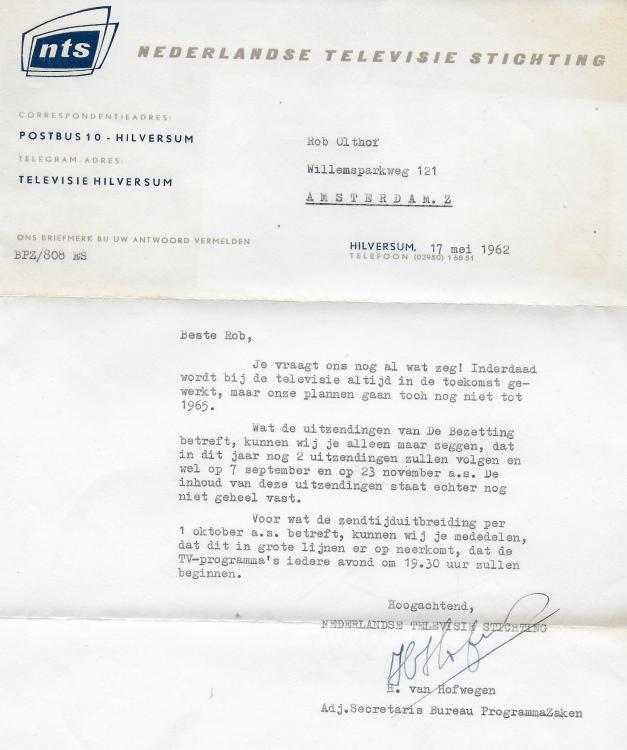 nts
NEDERLANDSE TELEVISIE STICHTING
CORRESPONDENTIEADRES:
POSTBUS 10 - HILVERSUM
TELEGRAM-ADRES:
TELEVISIE HILVERSUM
Rob Olthof
Willemsparkweg 121
AMSTERDAM. Z
ONS BRIEFMERK BIJ UW ANTWOORD VERMELDEN
BPZ/808 ES
HILVERSUM, 17 mei 1962
TELEFOON (02950) 16851
Beste Rob,
Je vraagt ons nog al wat zeg! Inderdaad
wordt bij de televisie altijd in de toekomst ge-
werkt, maar onze plannen gaan toch nog niet tot
1965.
Wat de uitzendingen van De Bezetting
betreft, kunnen wij je alleen maar zeggen, dat
in dit jaar nog 2 uitzendingen zullen volgen en
wel op 7 september en op 23 november a.s. De
inhoud van deze uitzendingen staat echter nog
niet geheel vast.
Voor wat de zendtijduitbreiding per
1 oktober a.s. betreft, kunnen wij je mededelen,
dat dit in grote lijnen er op neerkomt, dat de
TV-programma's iedere avond om 19.30 uur zullen
beginnen.
Hoogachtend,
NEDERLANDSE TELEVISIE STICHTING
H. van Hofwegen
Adj.Secretaris Bureau ProgrammaZaken